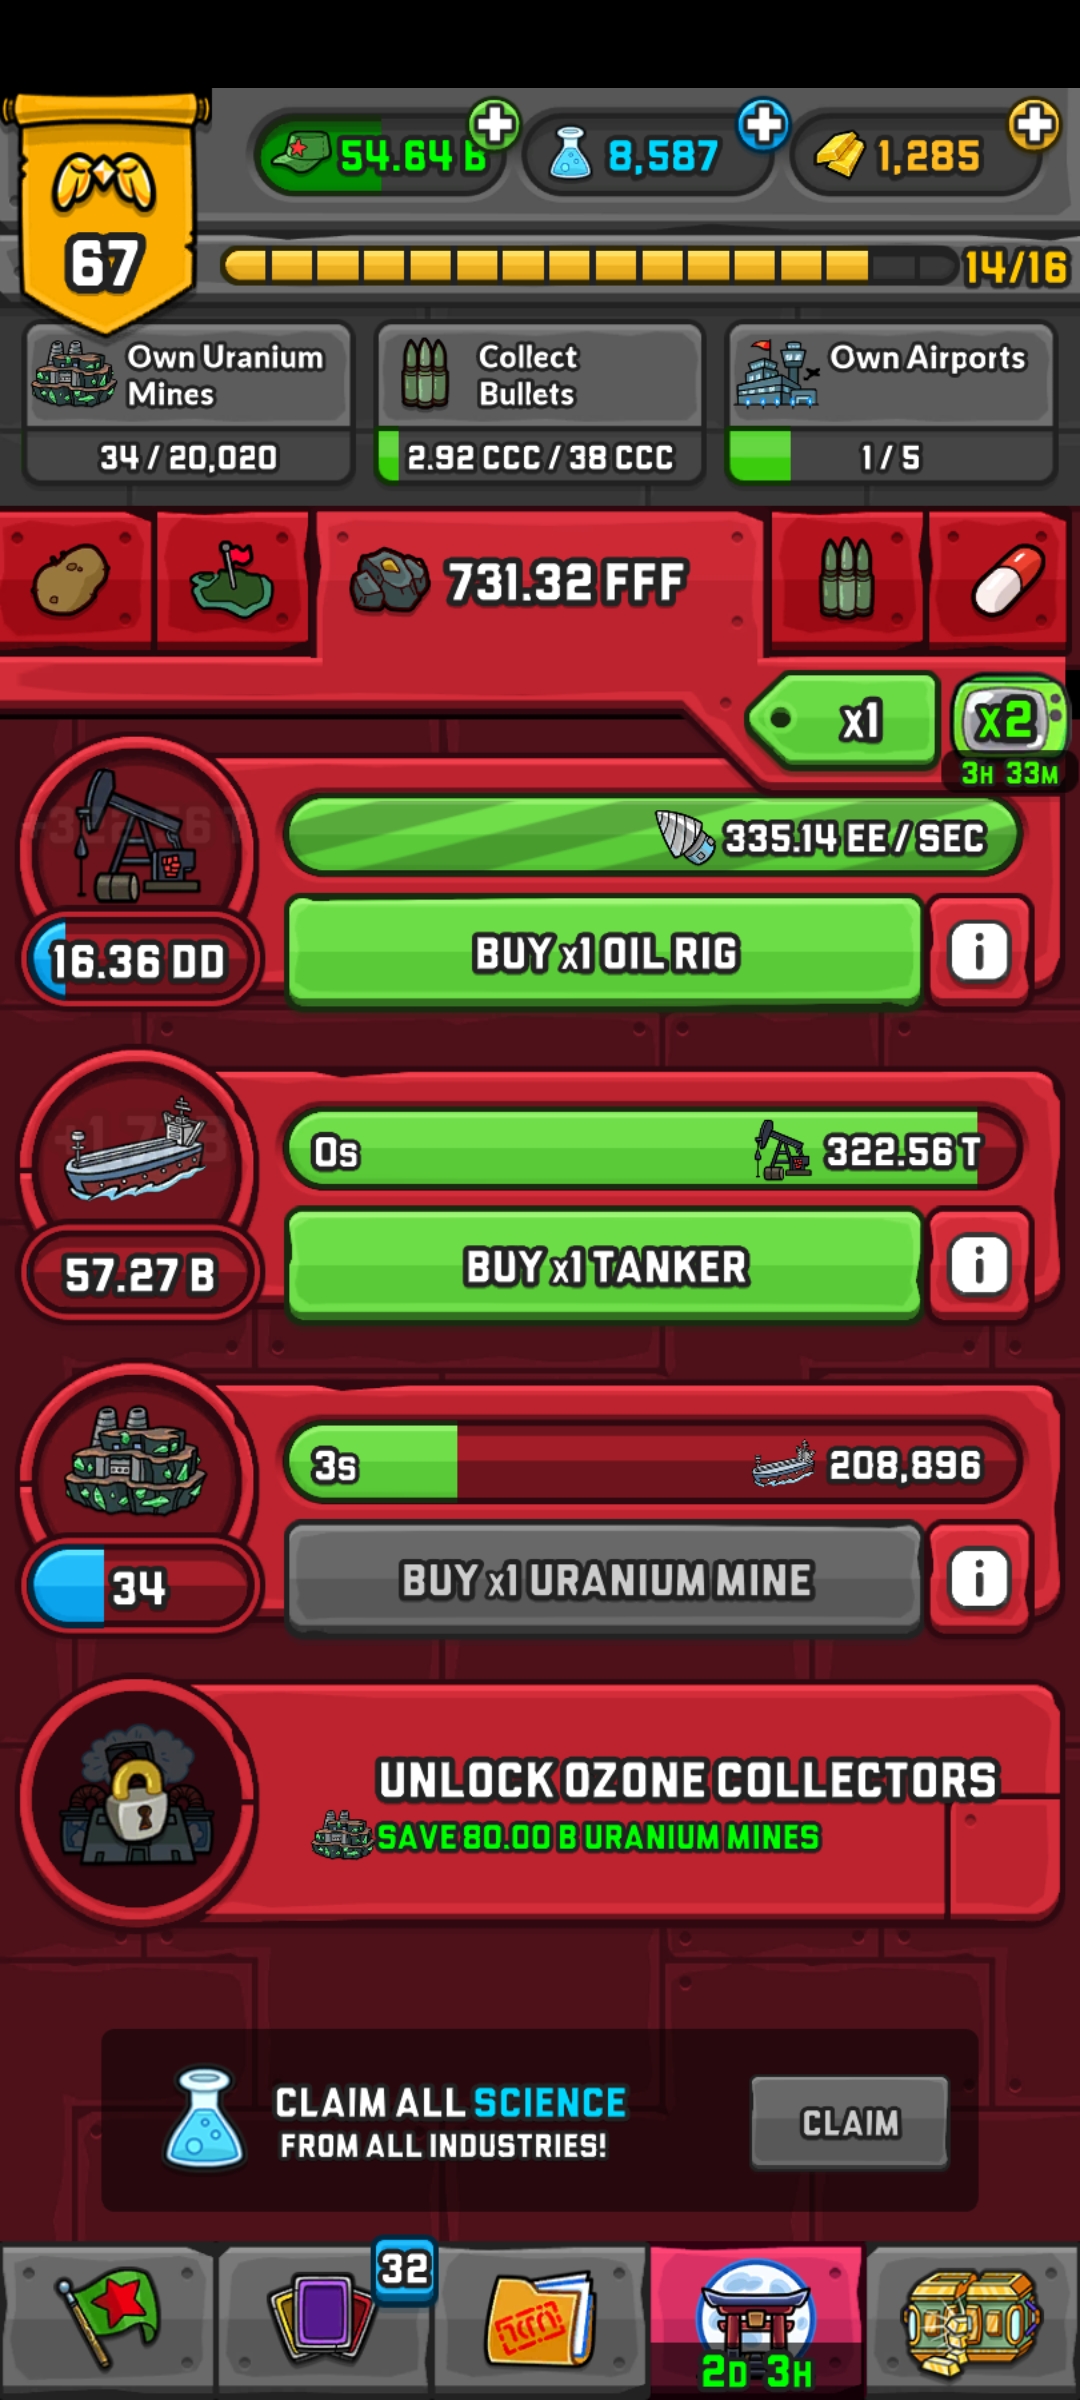 54.64 B
8,587
1,285
67
14/16
Own Uranium
Mines
34 / 20,020
Collect
Bullets
2.92 CCC / 38 CCC
Own Airports
1 / 5
731.32 FFF
x1
x2
3H 33M
335.14 EE / SEC
16.36 DD
BUY x1 OIL RIG
i
0s
322.56 T
57.27 B
BUY x1 TANKER
i
3s
208,896
34
BUY x1 URANIUM MINE
i
UNLOCK OZONE COLLECTORS
SAVE 80.00 B URANIUM MINES
CLAIM ALL SCIENCE
FROM ALL INDUSTRIES!
CLAIM
32
2D 3H